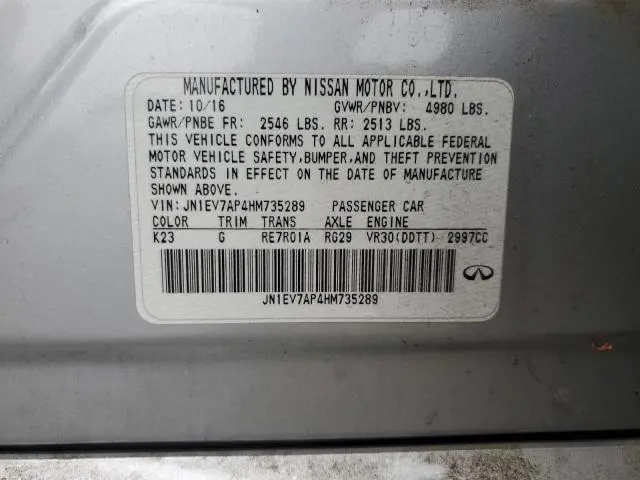 MANUFACTURED BY NISSAN MOTOR CO.,LTD.
DATE: 10/16 GVWR/PNBV: 4980 LBS.
GAWR/PNBE FR: 2546 LBS. RR: 2513 LBS.
THIS VEHICLE CONFORMS TO ALL APPLICABLE FEDERAL
MOTOR VEHICLE SAFETY,BUMPER,AND THEFT PREVENTION
STANDARDS IN EFFECT ON THE DATE OF MANUFACTURE
SHOWN ABOVE.
VIN: JN1EV7AP4HM735289 PASSENGER CAR
COLOR TRIM TRANS AXLE ENGINE
K23 G RE7R01A RG29 VR30(DDTT) 2997CC
JN1EV7AP4HM735289